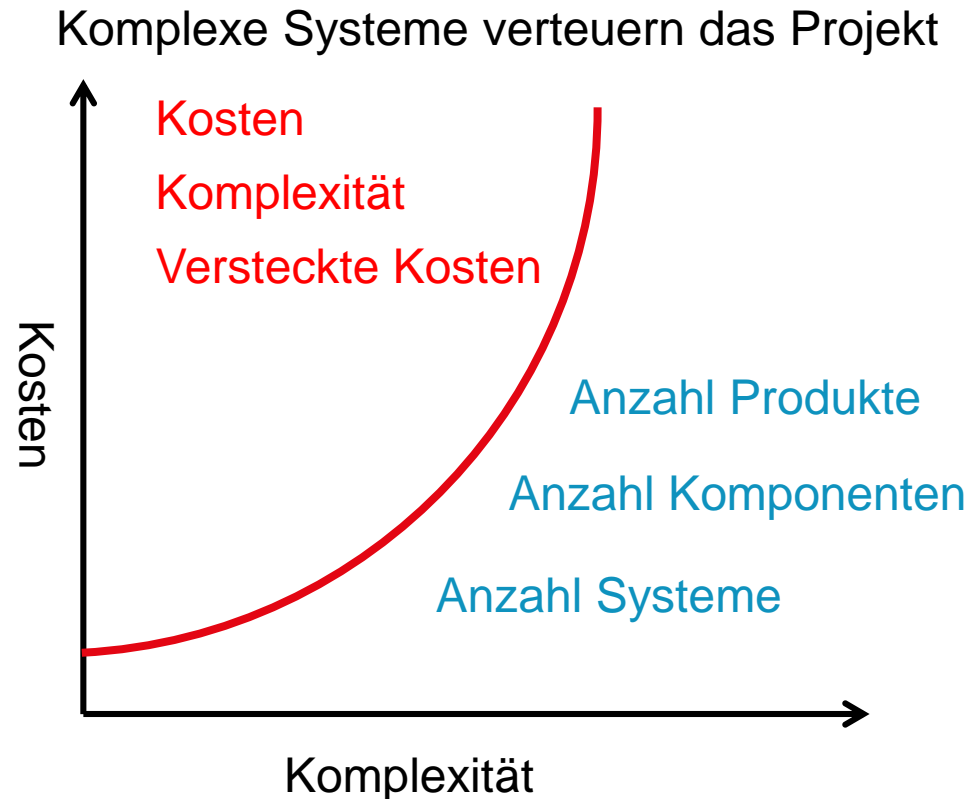 Komplexe Systeme verteuern das Projekt
Kosten
Komplexität
Versteckte Kosten
Kosten
Anzahl Produkte
Anzahl Komponenten
Anzahl Systeme
Komplexität